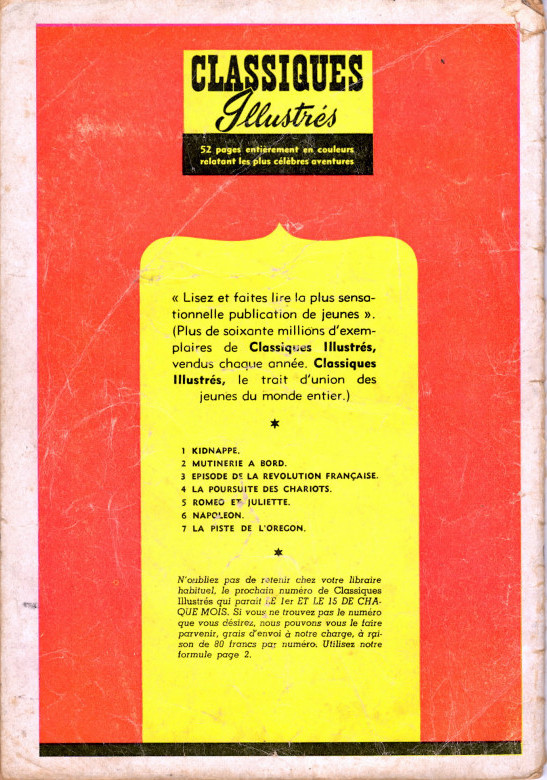 CLASSIQUES
Illustrés
52 pages entièrement en couleurs
relatant les plus célèbres aventures
« Lisez et faites lire la plus sensa-
tionnelle publication de jeunes ».
(Plus de soixante millions d'exem-
plaires de Classiques Illustrés,
vendus chaque année. Classiques
Illustrés, le trait d'union des
jeunes du monde entier.)
1 KIDNAPPE.
2 MUTINERIE A BORD.
3 EPISODE DE LA REVOLUTION FRANÇAISE.
4 LA POURSUITE DES CHARIOTS.
5 ROMEO ET JULIETTE.
6 NAPOLEON.
7 LA PISTE DE L'OREGON.
N'oubliez pas de retenir chez votre libraire
habituel, le prochain numéro de Classiques
Illustrés qui parait LE 1er ET LE 15 DE CHA-
QUE MOIS. Si vous ne trouvez pas le numéro
que vous désirez, nous pouvons vous le faire
parvenir, grais d'envoi à notre charge, à rai-
son de 80 francs par numéro. Utilisez notre
formule page 2.